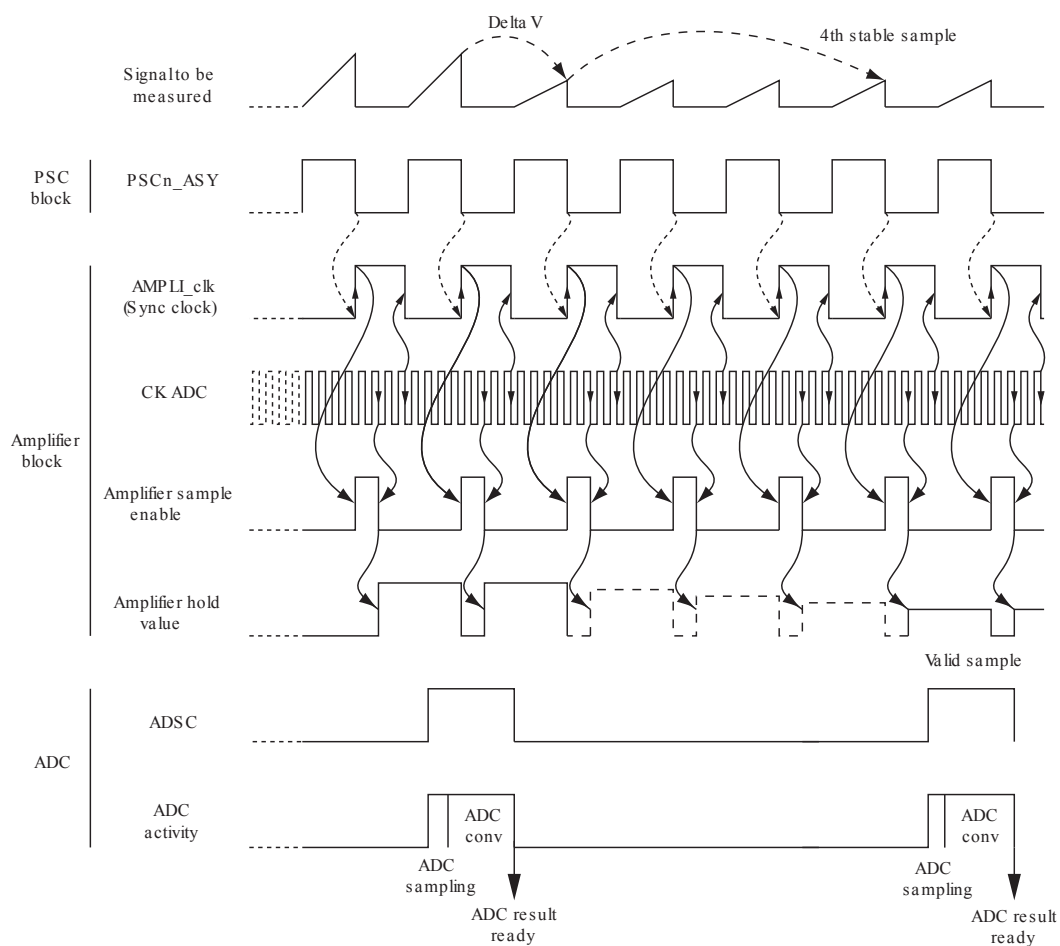 Delta V
4th stable sample
Signal to be
measured
PSC
block
PSCn_ASY
AMPLI_clk
(Sync clock)
CK ADC
Amplifier
block
Amplifier sample
enable
Amplifier hold
value
Valid sample
ADSC
ADC
ADC
activity
ADC
conv
ADC
conv
ADC
sampling
ADC
sampling
ADC result
ready
ADC result
ready